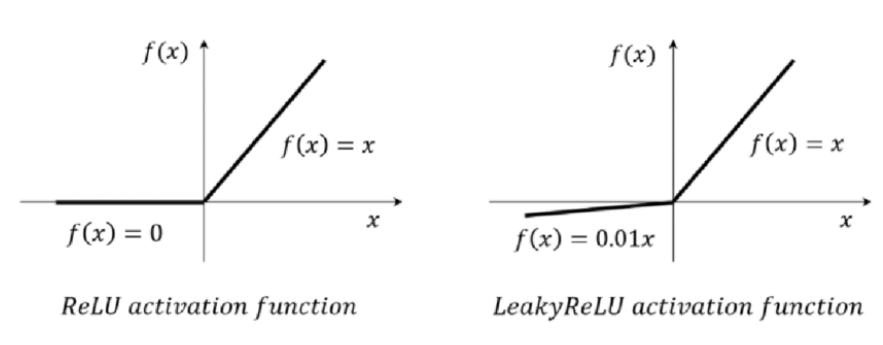 f(x)
f(x) = x
x
f(x) = 0
ReLU activation function
f(x)
f(x) = x
x
f(x) = 0.01x
LeakyReLU activation function